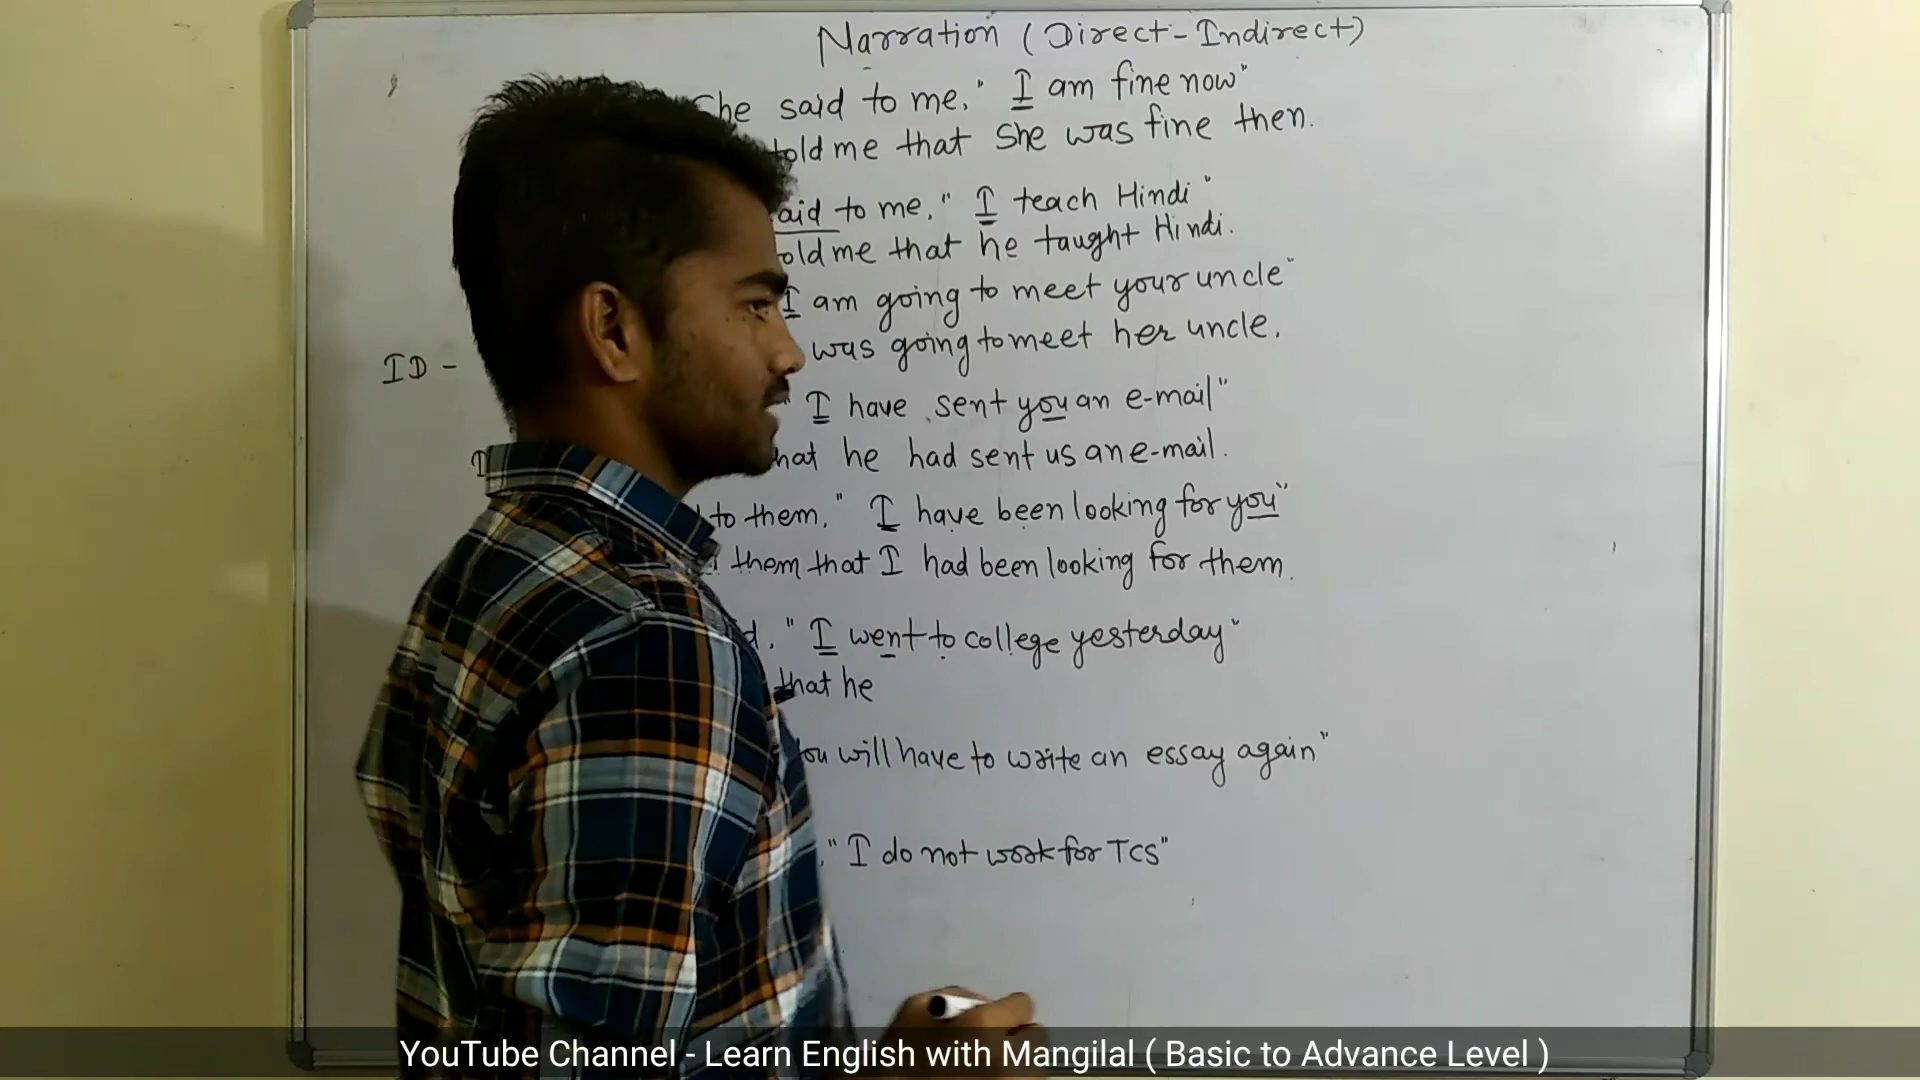 Narration (Direct-Indirect)
She said to me, " I am fine now"
told me that She was fine then.
to me, " I teach Hindi"
me that he taught Hindi.
I am going to meet your uncle"
was going to meet her uncle.
ID -
" I have sent you an e-mail"
he had sent us an e-mail.
to them, " I have been looking for you"
them that I had been looking for them.
" I went to college yesterday"
that he
will have to write an essay again"
" I do not work for TCS"
YouTube Channel - Learn English with Mangilal ( Basic to Advance Level )